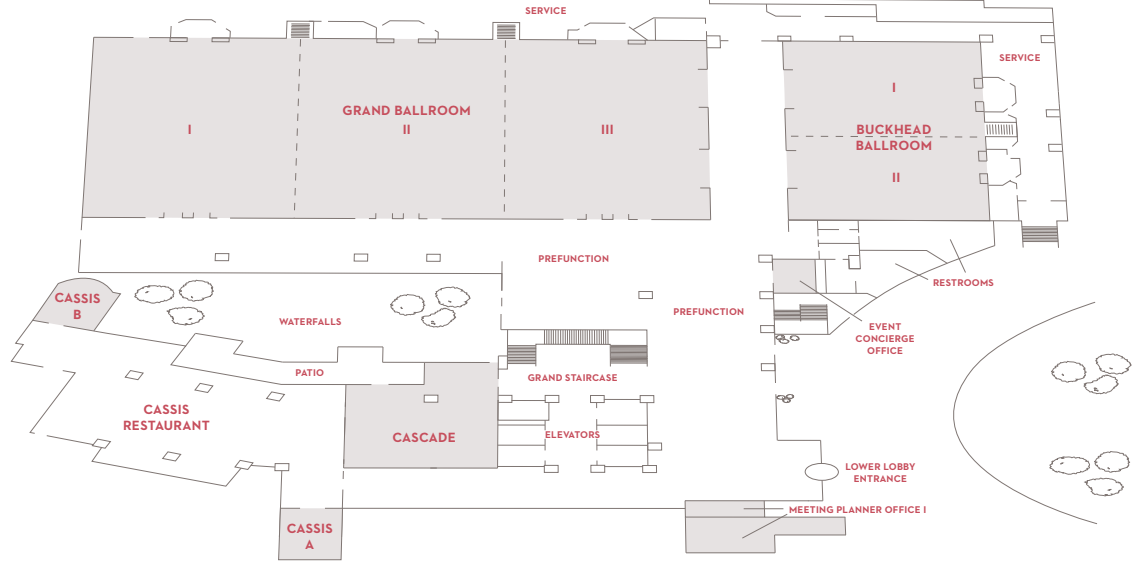 SERVICE
SERVICE
I
GRAND BALLROOM
II
III
I
BUCKHEAD
BALLROOM
II
PREFUNCTION
RESTROOMS
CASSIS
B
WATERFALLS
PREFUNCTION
EVENT
CONCIERGE
OFFICE
PATIO
GRAND STAIRCASE
CASSIS
RESTAURANT
CASCADE
ELEVATORS
LOWER LOBBY
ENTRANCE
MEETING PLANNER OFFICE I
CASSIS
A